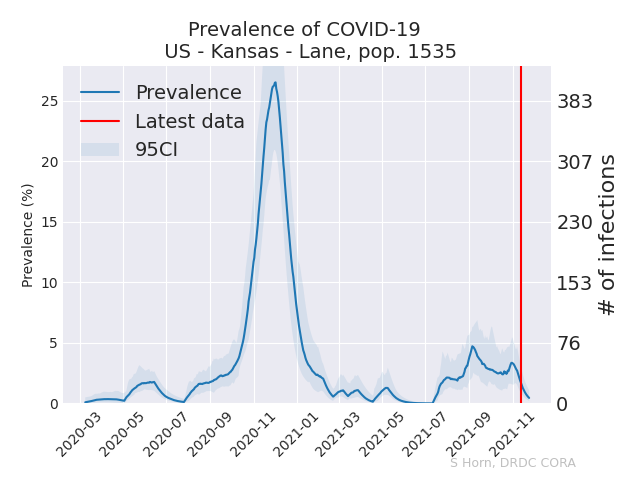 Prevalence of COVID-19
US - Kansas - Lane, pop. 1535
Prevalence
Latest data
95CI
Prevalence (%)
25
20
15
10
5
0
383
307
230
153
76
0
# of infections
2020-03
2020-05
2020-07
2020-09
2020-11
2021-01
2021-03
2021-05
2021-07
2021-09
2021-11
S Horn, DRDC CORA